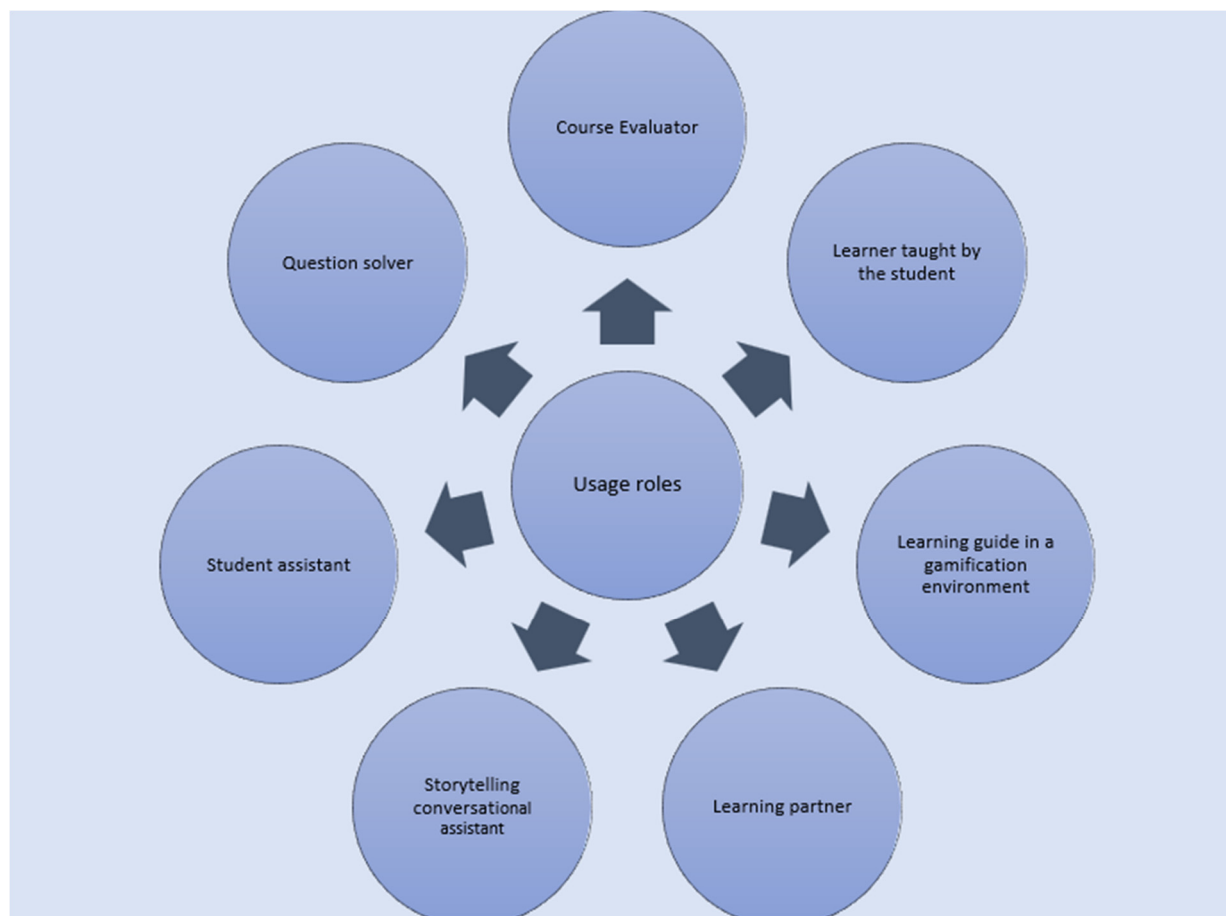 Course Evaluator
Learner taught by
the student
Learning guide in a
gamification
environment
Learning partner
Storytelling
conversational
assistant
Student assistant
Question solver
Usage roles